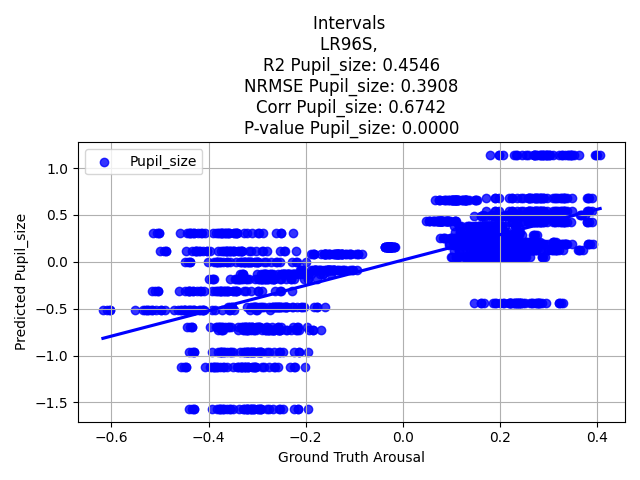 Intervals
LR96S,
R2 Pupil_size: 0.4546
NRMSE Pupil_size: 0.3908
Corr Pupil_size: 0.6742
P-value Pupil_size: 0.0000
Pupil_size
1.0
0.5
0.0
−0.5
−1.0
−1.5
Predicted Pupil_size
−0.6 −0.4 −0.2 0.0 0.2 0.4
Ground Truth Arousal